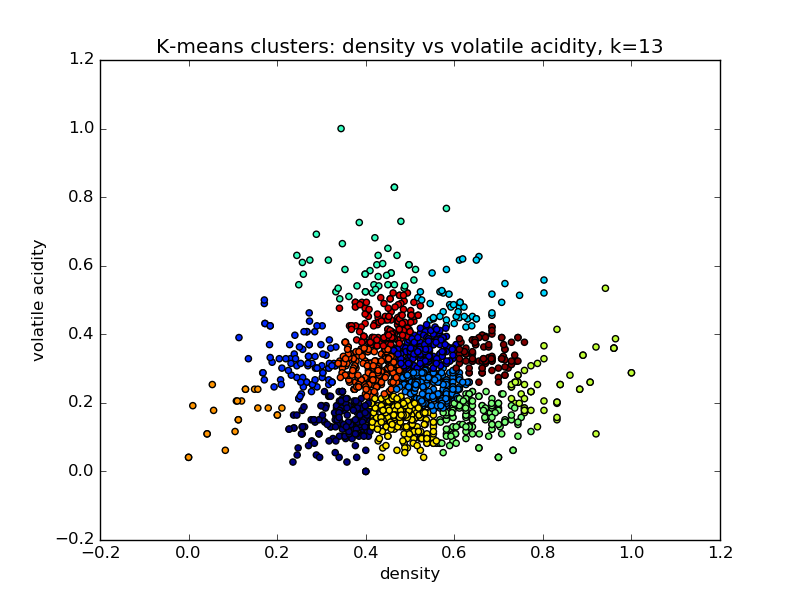 K-means clusters: density vs volatile acidity, k=13
1.2
1.0
0.8
0.6
0.4
0.2
0.0
−0.2
volatile acidity
−0.2 0.0 0.2 0.4 0.6 0.8 1.0 1.2
density